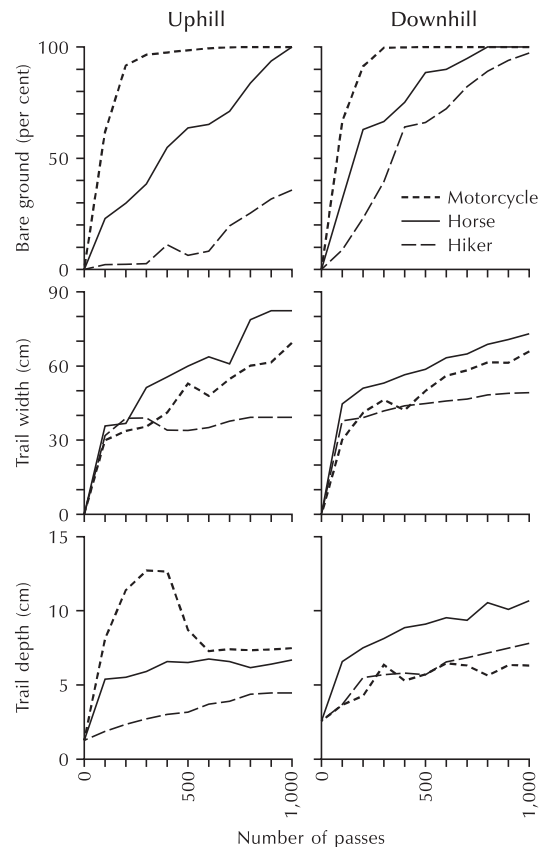 Uphill
Downhill
Bare ground (per cent)
100
50
0
Motorcycle
Horse
Hiker
Trail width (cm)
90
60
30
0
Trail depth (cm)
15
10
5
0
0
500
1,000
0
500
1,000
Number of passes